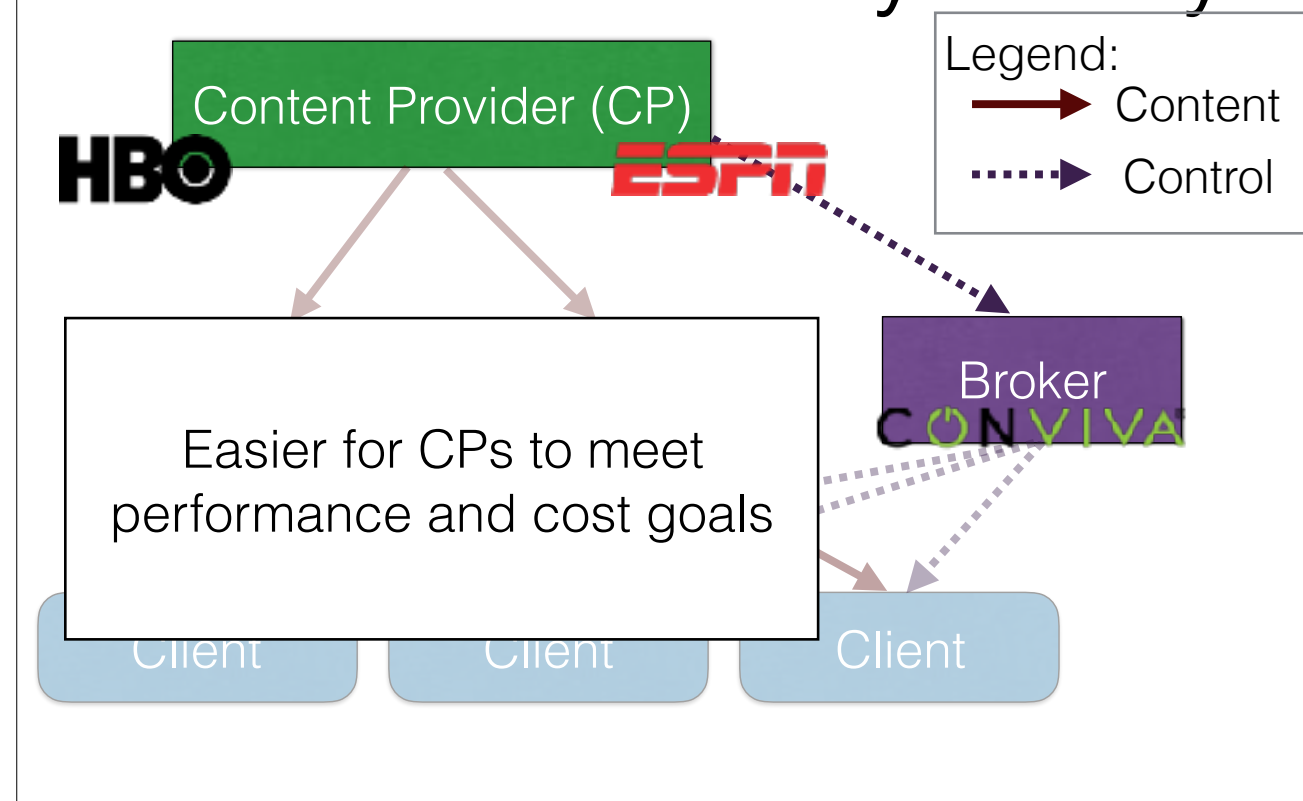 Legend:
Content Provider (CP)
Content
HBO
ESPN
Control
Broker
CONVIVA
Easier for CPs to meet
performance and cost goals
Client
Client
Client